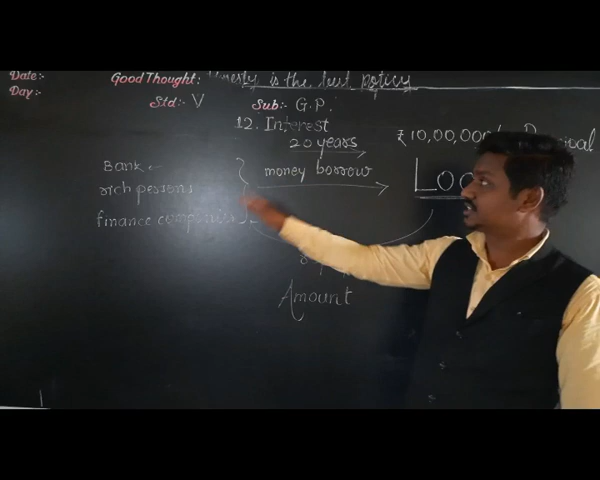 Date:-
Good Thought: Honesty is the best policy
Day:-
Std:- V
Sub:- G.P.
12. Interest
20 years
₹10,00,000/-
Bank
money borrow
rich persons
finance companies
Amount